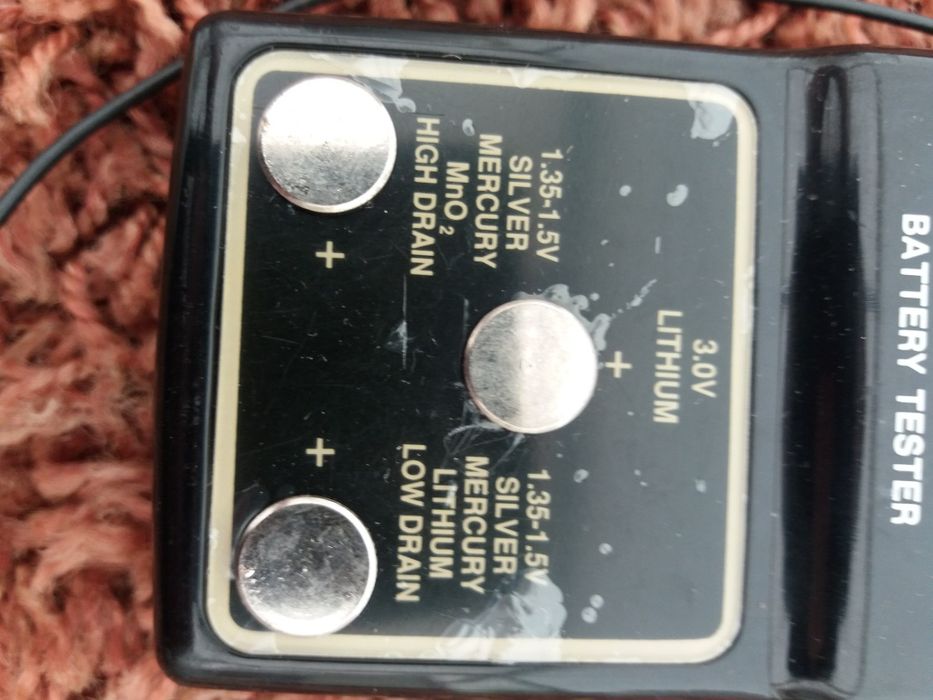 BATTERY TESTER
3.0V
LITHIUM
+
1.35-1.5V
SILVER
MERCURY
MnO₂
HIGH DRAIN
+
1.35-1.5V
SILVER
MERCURY
LITHIUM
LOW DRAIN
+